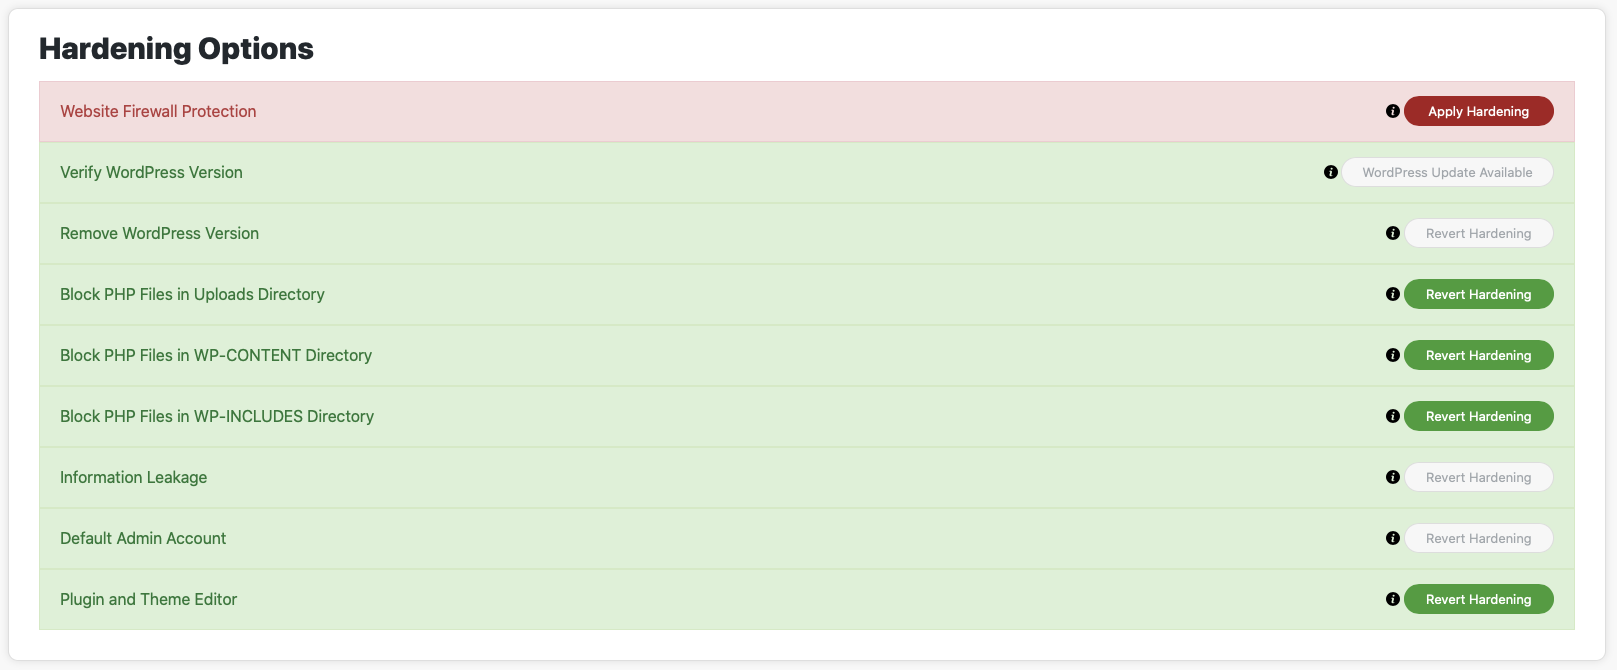 Hardening Options
Website Firewall Protection
Apply Hardening
Verify WordPress Version
WordPress Update Available
Remove WordPress Version
Revert Hardening
Block PHP Files in Uploads Directory
Revert Hardening
Block PHP Files in WP-CONTENT Directory
Revert Hardening
Block PHP Files in WP-INCLUDES Directory
Revert Hardening
Information Leakage
Revert Hardening
Default Admin Account
Revert Hardening
Plugin and Theme Editor
Revert Hardening